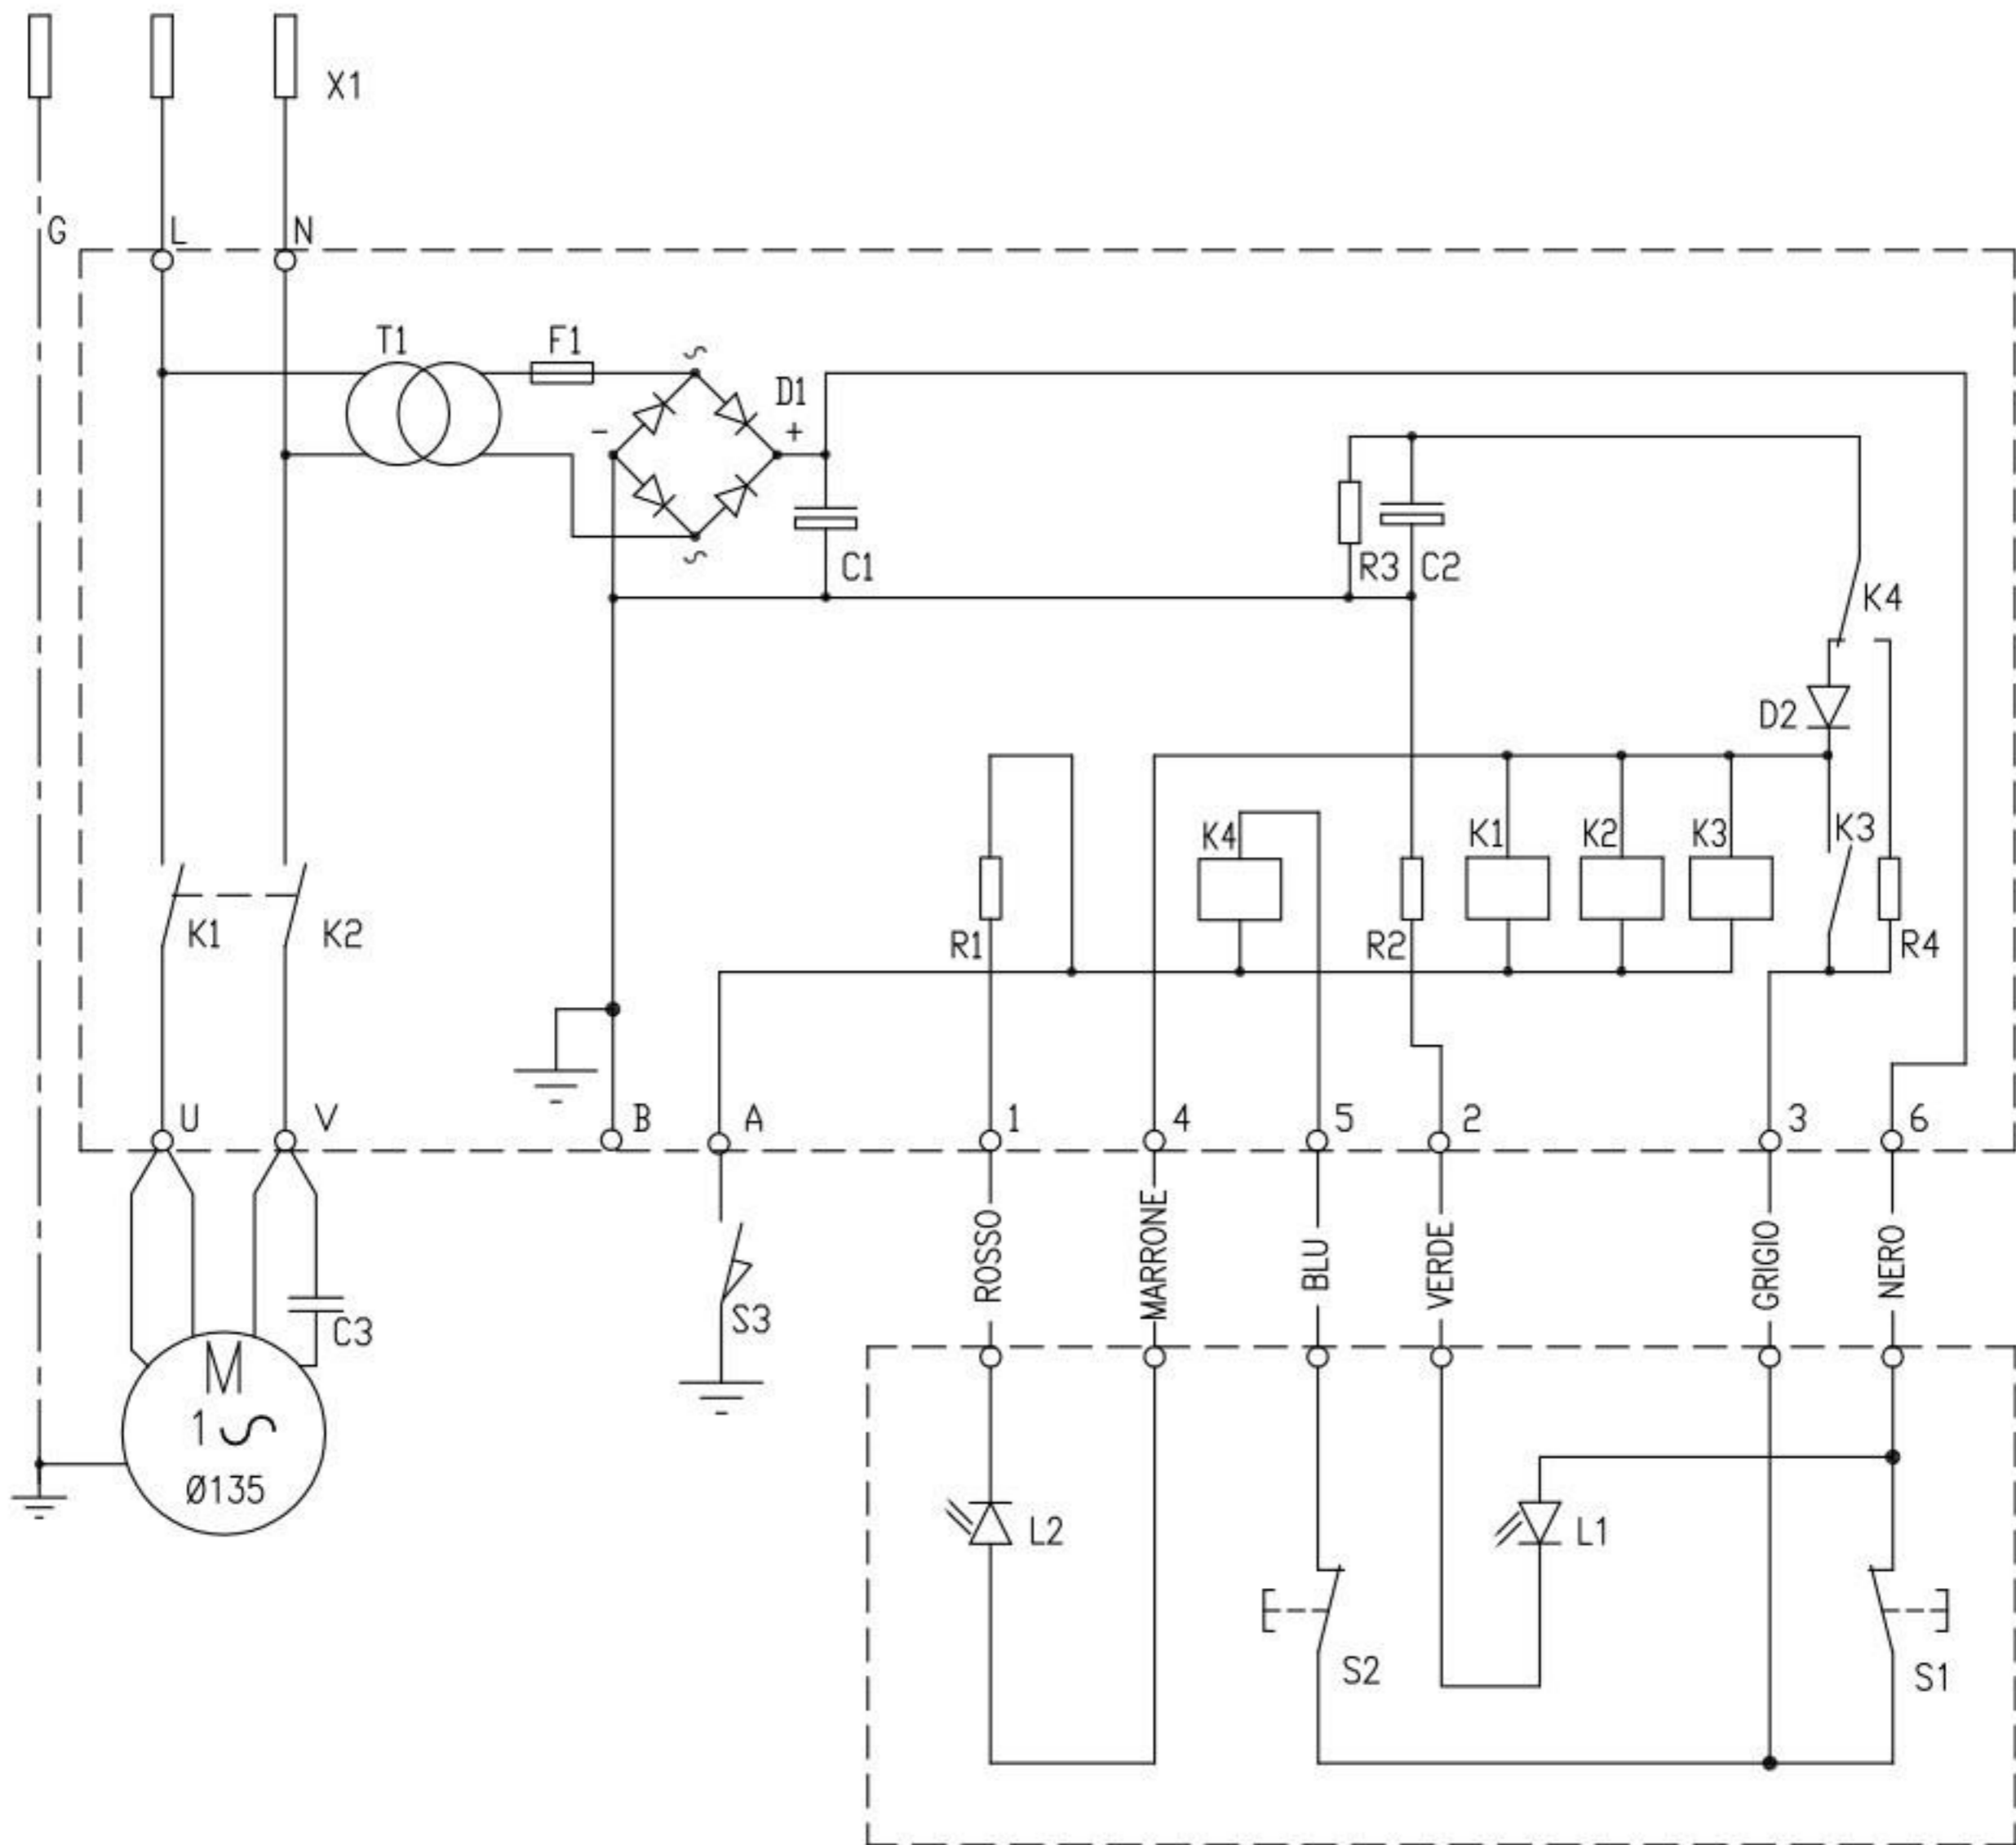 X1
G
L
N
T1
F1
D1
-
+
C1
R3
C2
K4
D2
K4
K1
K2
K3
K3
R1
R2
R4
K1
K2
U
V
B
A
1
4
5
2
3
6
ROSSO
MARRONE
BLU
VERDE
GRIGIO
NERO
S3
C3
M
1
Ø135
L2
L1
S2
S1